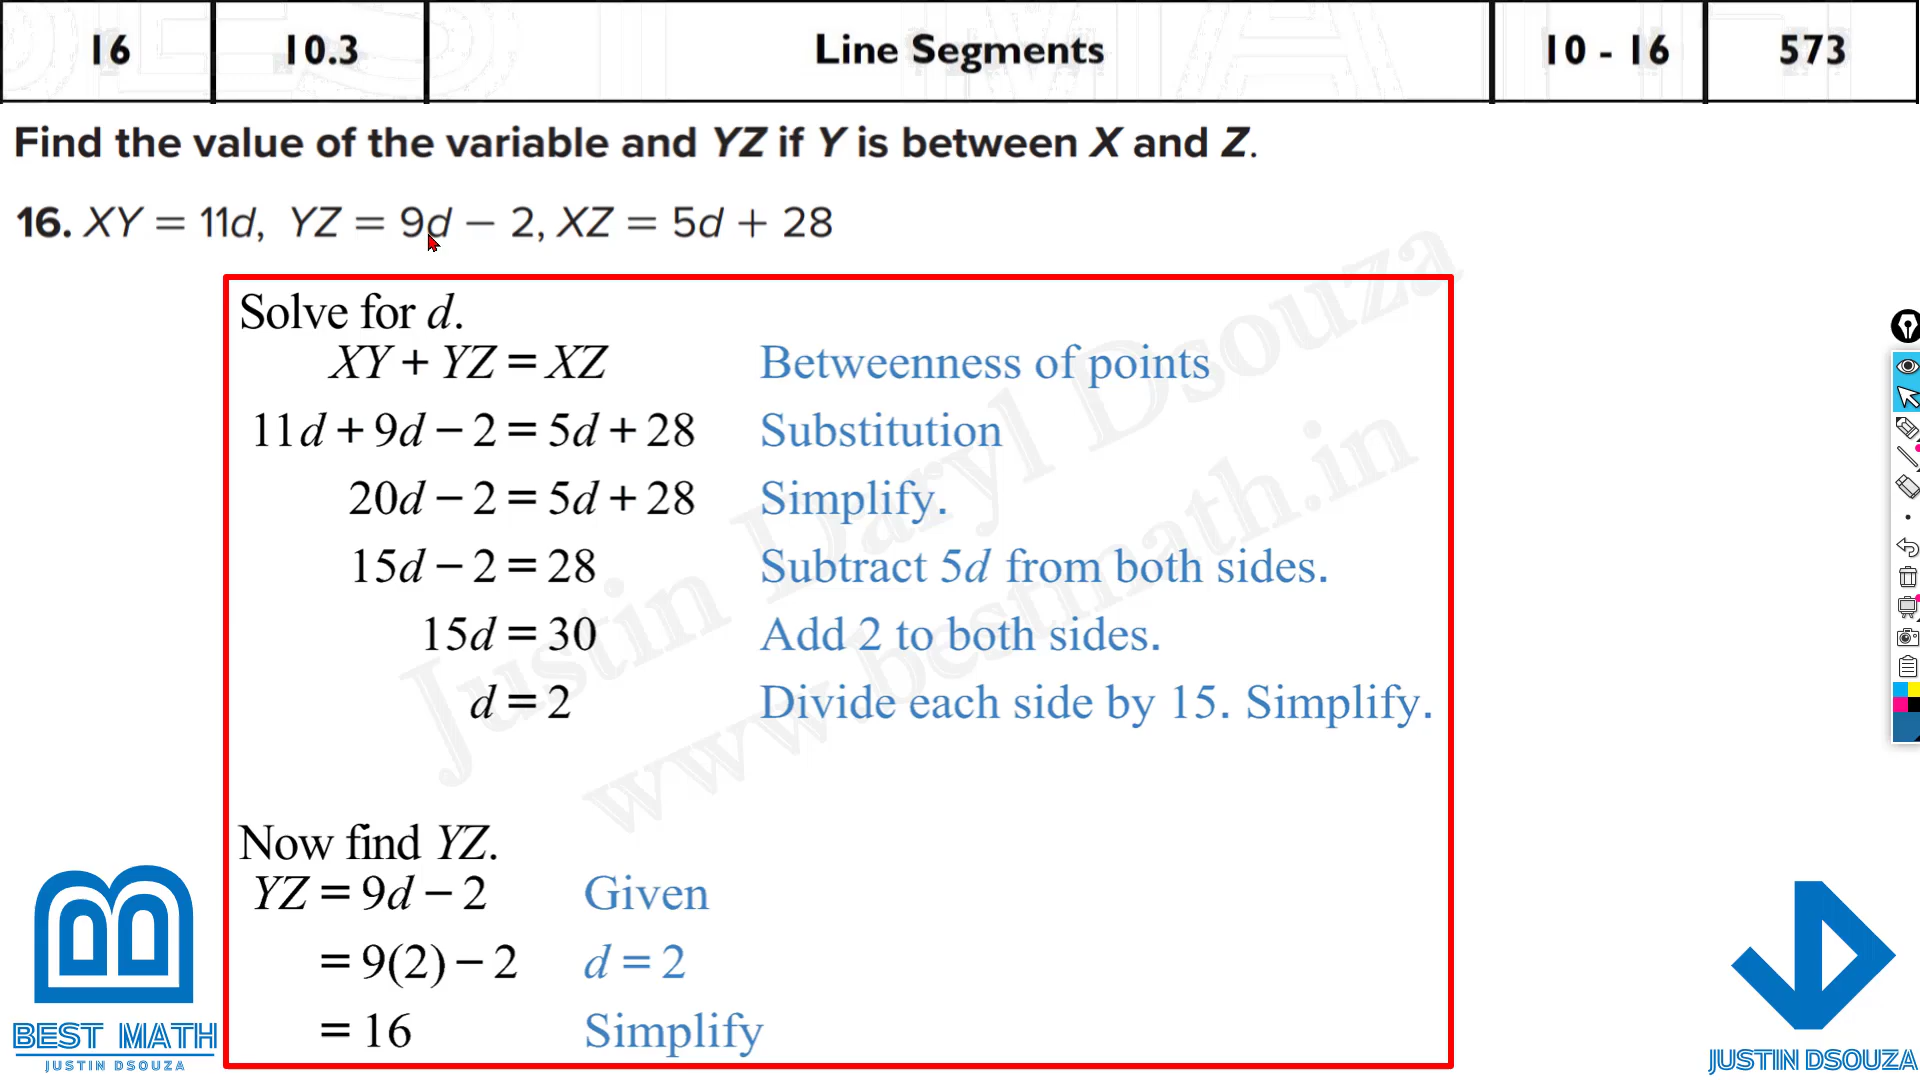 16 10.3 Line Segments 10 - 16 573
Find the value of the variable and YZ if Y is between X and Z.
16. XY = 11d, YZ = 9d − 2, XZ = 5d + 28
Solve for d.
XY + YZ = XZ Betweenness of points
11d + 9d − 2 = 5d + 28 Substitution
20d − 2 = 5d + 28 Simplify.
15d − 2 = 28 Subtract 5d from both sides.
15d = 30 Add 2 to both sides.
d = 2 Divide each side by 15. Simplify.
Now find YZ.
YZ = 9d − 2 Given
= 9(2) − 2 d = 2
= 16 Simplify
Justin Daryl Dsouza
www.bestmath.in
BEST MATH
JUSTIN DSOUZA
JUSTIN DSOUZA